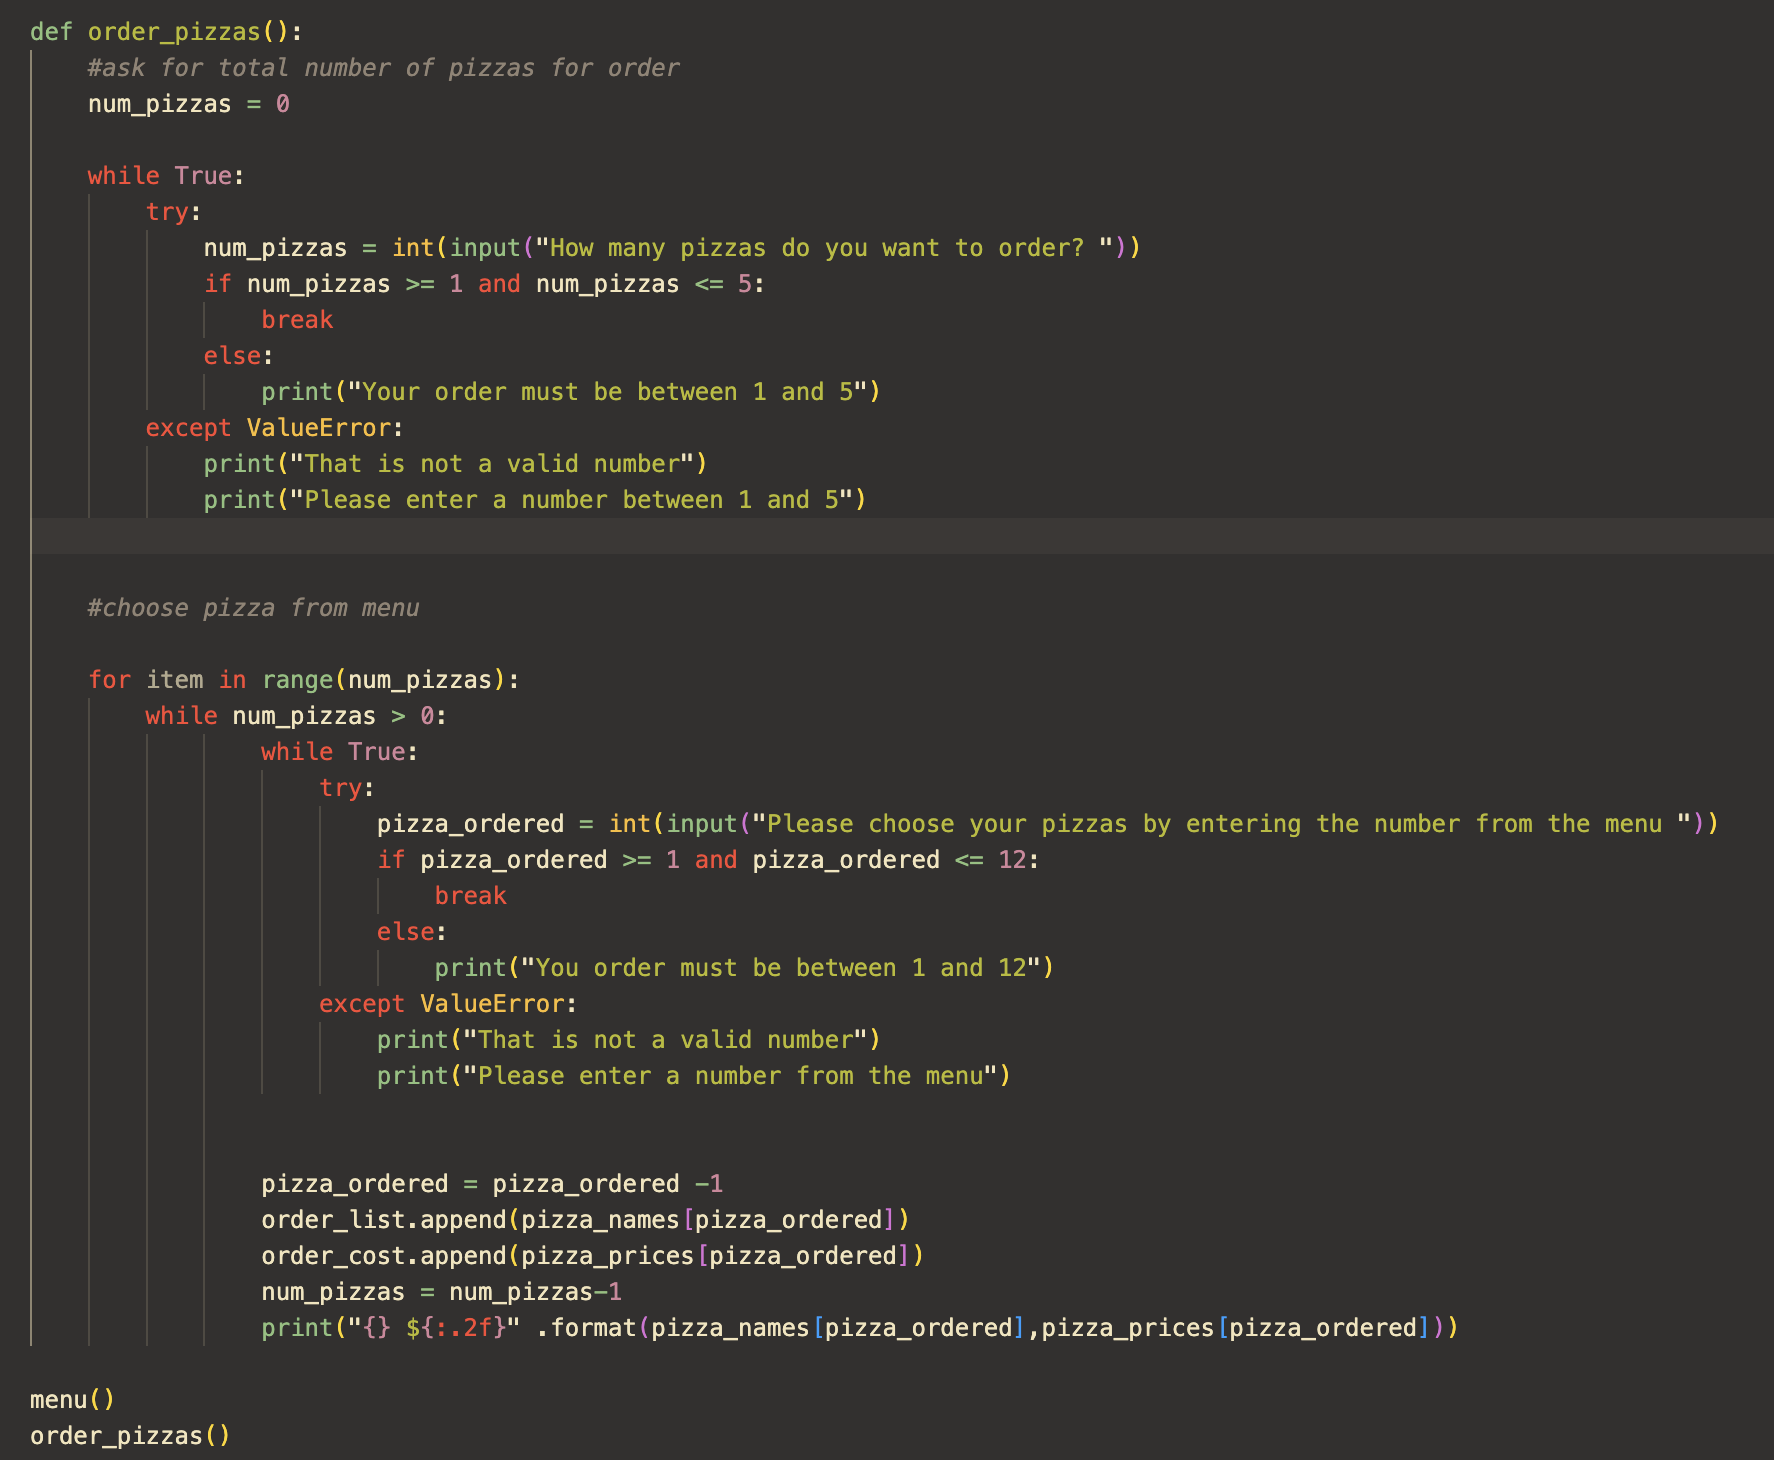 def order_pizzas():
    #ask for total number of pizzas for order
    num_pizzas = 0
    while True:
        try:
            num_pizzas = int(input("How many pizzas do you want to order? "))
            if num_pizzas >= 1 and num_pizzas <= 5:
                break
            else:
                print("Your order must be between 1 and 5")
        except ValueError:
            print("That is not a valid number")
            print("Please enter a number between 1 and 5")
    #choose pizza from menu
    for item in range(num_pizzas):
        while num_pizzas > 0:
                while True:
                    try:
                        pizza_ordered = int(input("Please choose your pizzas by entering the number from the menu "))
                        if pizza_ordered >= 1 and pizza_ordered <= 12:
                            break
                        else:
                            print("You order must be between 1 and 12")
                    except ValueError:
                        print("That is not a valid number")
                        print("Please enter a number from the menu")
                pizza_ordered = pizza_ordered -1
                order_list.append(pizza_names[pizza_ordered])
                order_cost.append(pizza_prices[pizza_ordered])
                num_pizzas = num_pizzas-1
                print("{} ${:.2f}" .format(pizza_names[pizza_ordered],pizza_prices[pizza_ordered]))
menu()
order_pizzas()